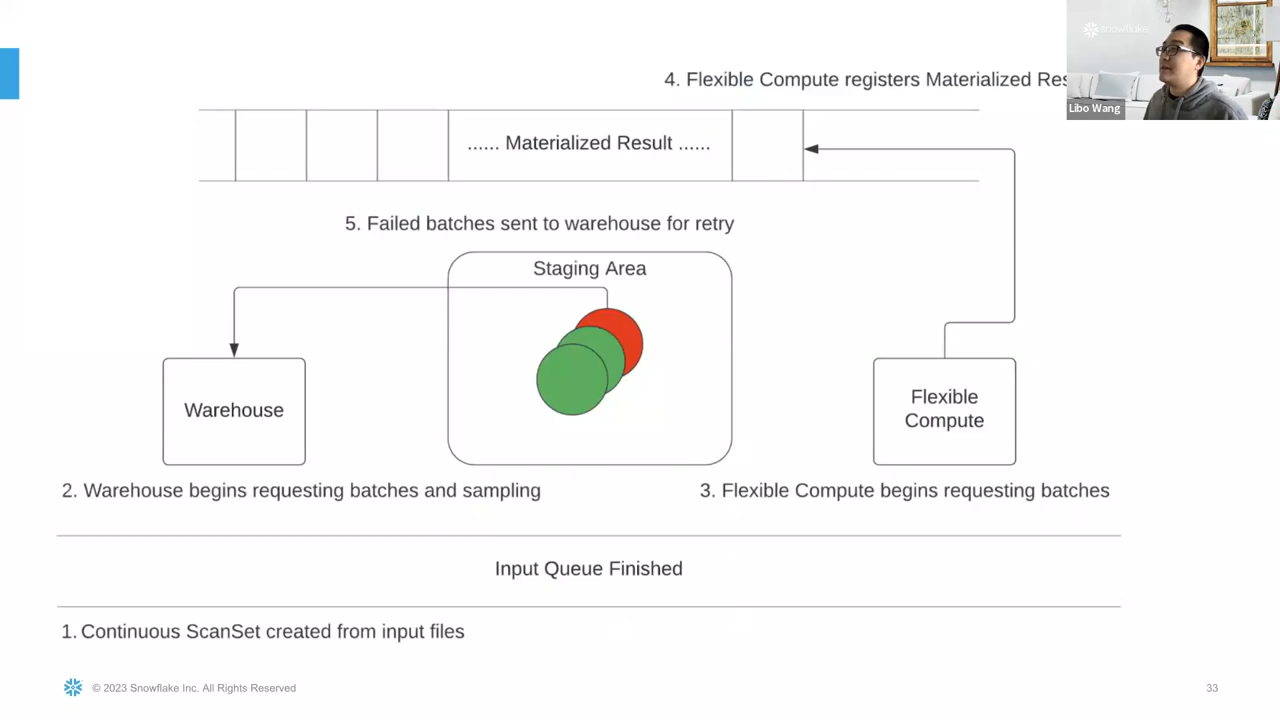 snowflake
4. Flexible Compute registers Materialized
Libo Wang
...... Materialized Result ......
5. Failed batches sent to warehouse for retry
Staging Area
Warehouse
Flexible
Compute
2. Warehouse begins requesting batches and sampling
3. Flexible Compute begins requesting batches
Input Queue Finished
1. Continuous ScanSet created from input files
© 2023 Snowflake Inc. All Rights Reserved
33